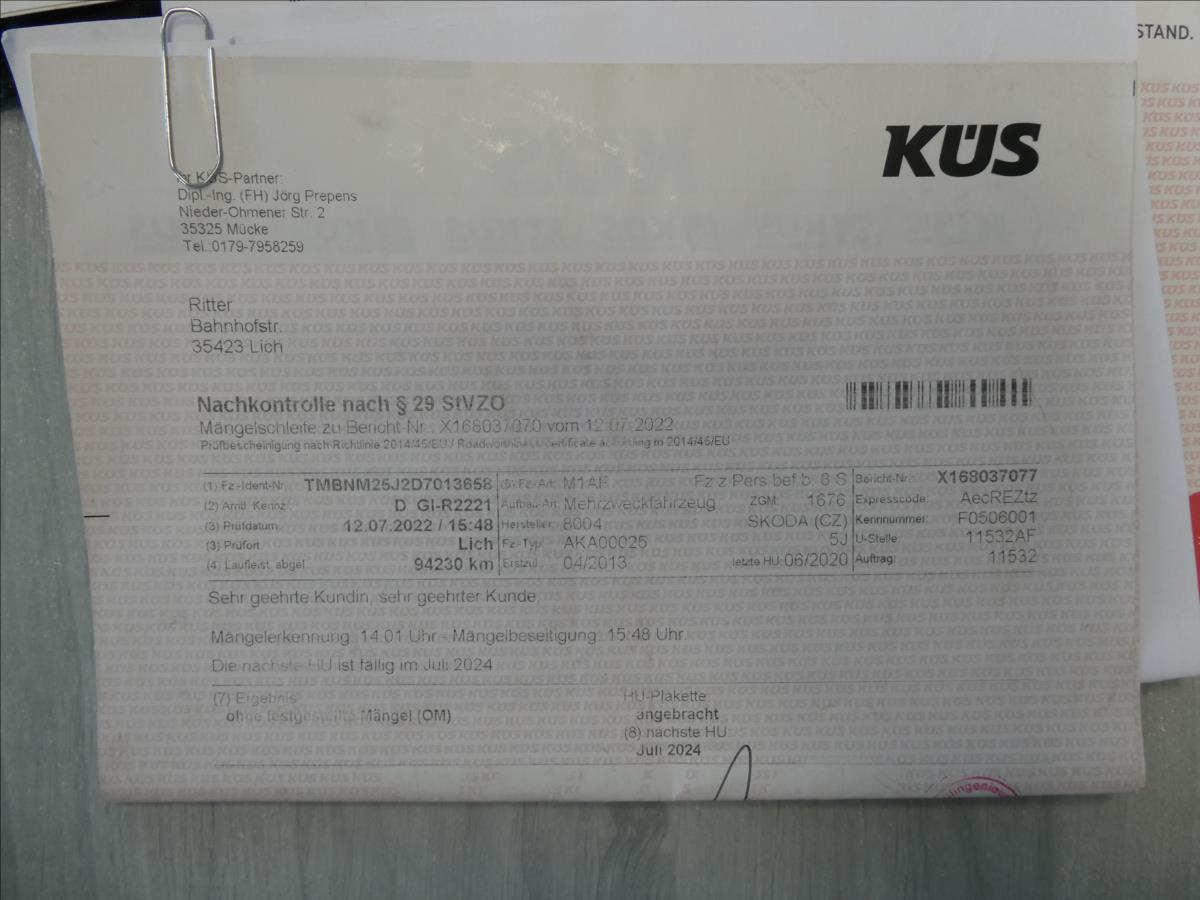 STAND.
KÜS
KÜS-Partner:
Dipl.-Ing. (FH) Jörg Prepens
Nieder-Ohmener Str. 2
35325 Mücke
Tel.:0179-7958259
Ritter
Bahnhofstr.
35423 Lich
Nachkontrolle nach § 29 StVZO
Mängelschleife zu Bericht-Nr.: X168037070 vom 12.07.2022
Prüfbescheinigung nach Richtlinie 2014/45/EU / Roadworthiness certificate according to 2014/45/EU
(1) Fz.-Ident-Nr.: TMBNM25J2D7013658 (5) Fz.-Art: M1AF Fz z Pers bef b 8 S Bericht-Nr.: X168037077
(2) Amtl. Kennz.: D GI-R2221 Aufbau-Art: Mehrzweckfahrzeug ZGM: 1676 Expresscode: AecREZtz
(3) Prüfdatum: 12.07.2022 / 15:48 Hersteller: 8004 SKODA (CZ) Kennnummer: F0506001
(3) Prüfort: Lich Fz-Typ: AKA00025 5J U-Stelle: 11532AF
(4) Laufleist. abgel. 94230 km Erstzul.: 04/2013 letzte HU: 06/2020 Auftrag: 11532
Sehr geehrte Kundin, sehr geehrter Kunde,
Mängelerkennung: 14:01 Uhr - Mängelbeseitigung: 15:48 Uhr.
Die nächste HU ist fällig im Juli 2024
(7) Ergebnis HU-Plakette
ohne festgestellte Mängel (OM) angebracht
(8) nächste HU:
Juli 2024